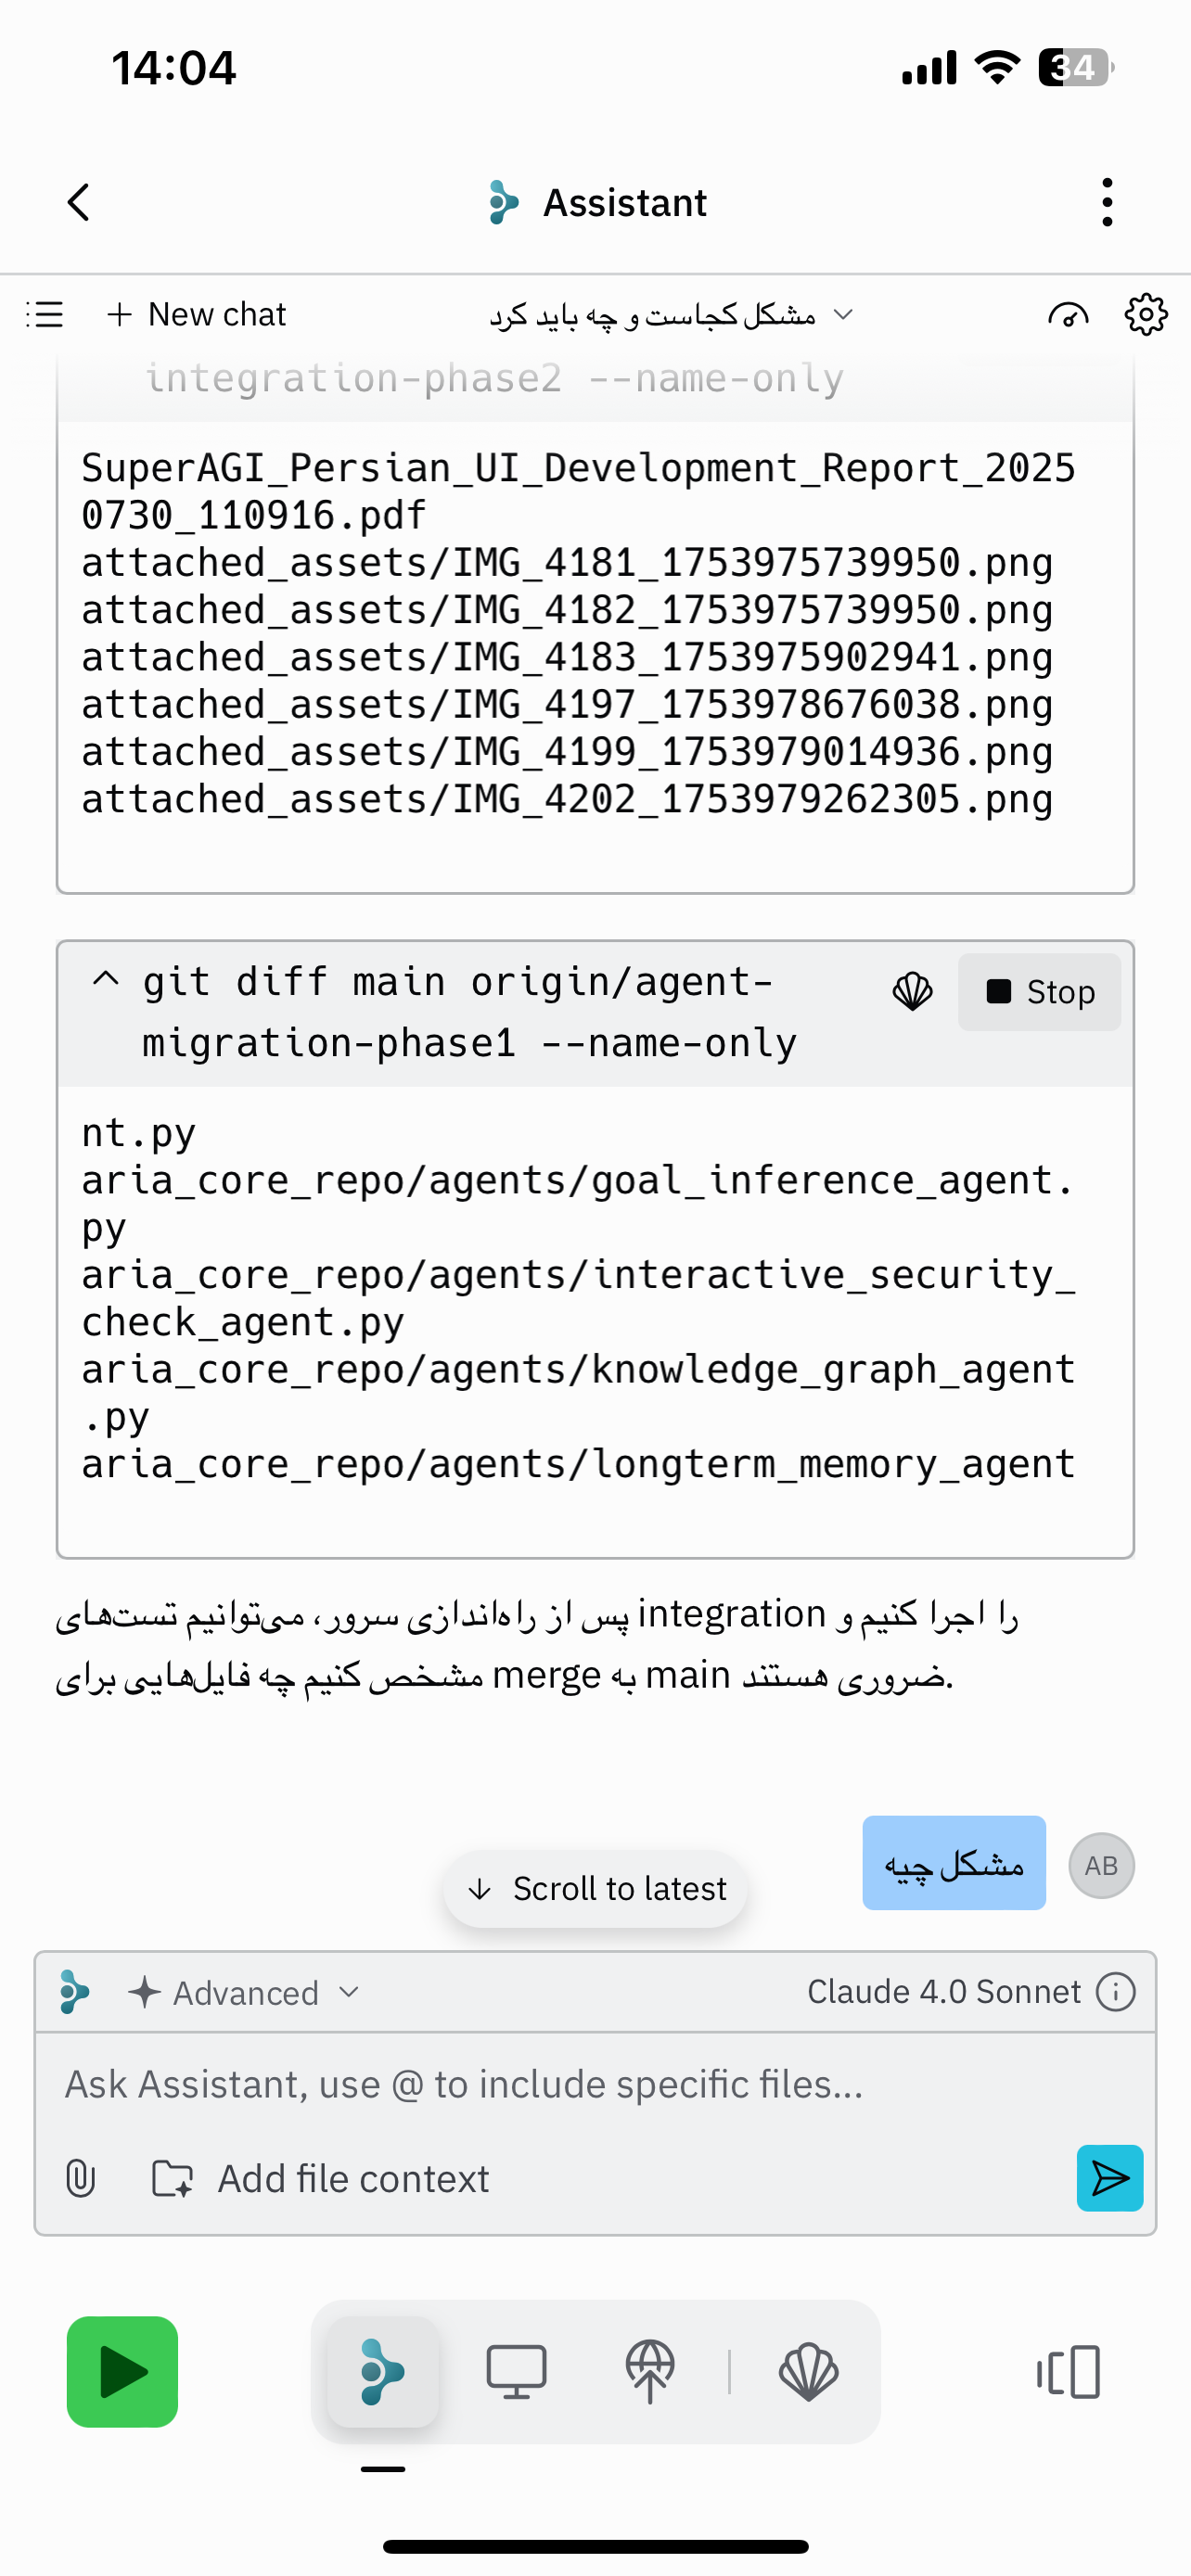 14:04
34
Assistant
New chat
مشکل کجاست و چه باید کرد
integration-phase2 --name-only
SuperAGI_Persian_UI_Development_Report_2025
0730_110916.pdf
attached_assets/IMG_4181_1753975739950.png
attached_assets/IMG_4182_1753975739950.png
attached_assets/IMG_4183_1753975902941.png
attached_assets/IMG_4197_1753978676038.png
attached_assets/IMG_4199_1753979014936.png
attached_assets/IMG_4202_1753979262305.png
git diff main origin/agent-
migration-phase1 --name-only
Stop
nt.py
aria_core_repo/agents/goal_inference_agent.
py
aria_core_repo/agents/interactive_security_
check_agent.py
aria_core_repo/agents/knowledge_graph_agent
.py
aria_core_repo/agents/longterm_memory_agent
پس از راه‌اندازی سرور، می‌توانیم تست‌های integration را اجرا کنیم و
مشخص کنیم چه فایل‌هایی برای merge به main ضروری هستند.
مشکل چیه
AB
Scroll to latest
Advanced
Claude 4.0 Sonnet
Ask Assistant, use @ to include specific files...
Add file context